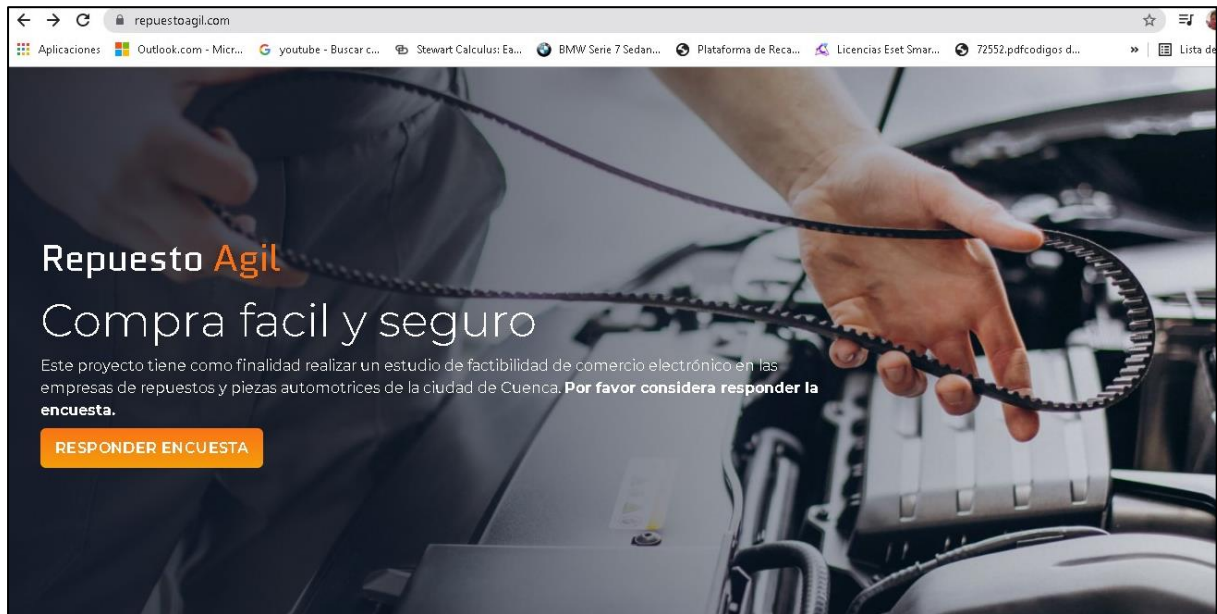 repuestoagil.com
Aplicaciones Outlook.com - Micr... youtube - Buscar c... Stewart Calculus: Ea... BMW Serie 7 Sedan... Plataforma de Reca... Licencias Eset Smar... 72552.pdfcodigos d... » Lista de
Repuesto Agil
Compra facil y seguro
Este proyecto tiene como finalidad realizar un estudio de factibilidad de comercio electrónico en las
empresas de repuestos y piezas automotrices de la ciudad de Cuenca. Por favor considera responder la
encuesta.
RESPONDER ENCUESTA